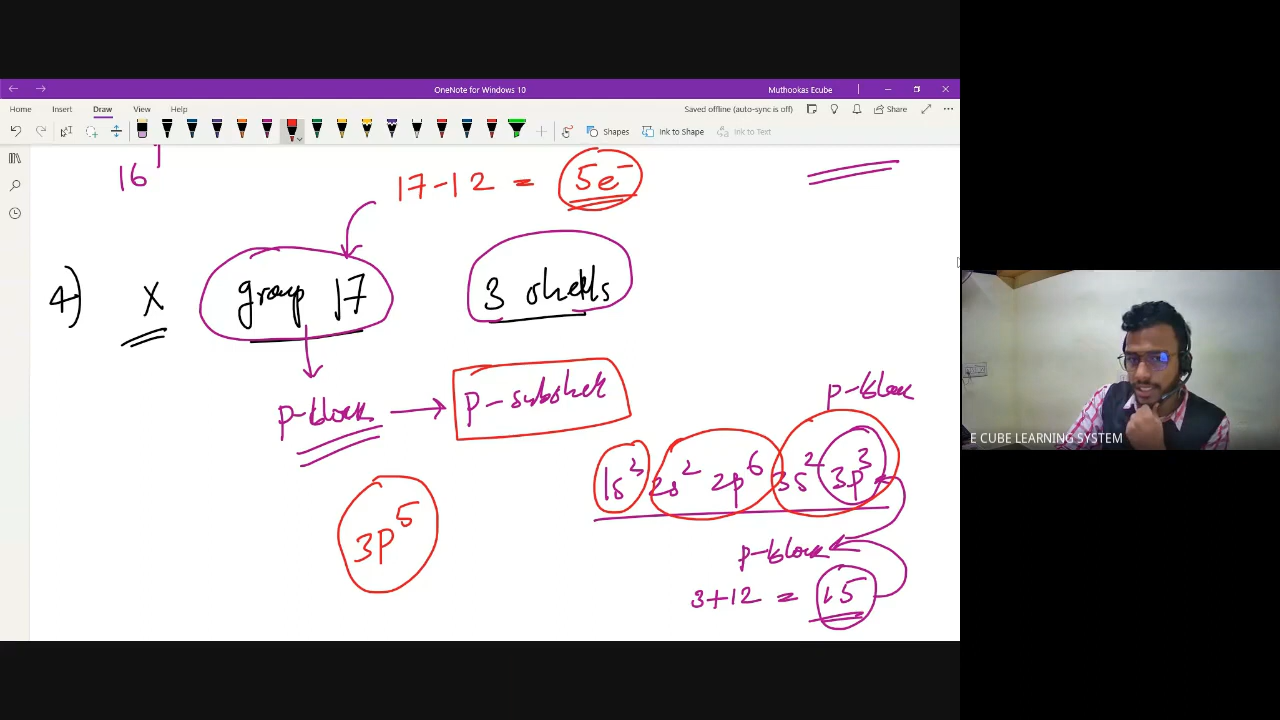 OneNote for Windows 10
Muthookas Ecube
Home Insert Draw View Help
Saved offline (auto-sync is off)
Share
Shapes
Ink to Shape
Ink to Text
16
17-12 = 5e⁻
4) X group 17 3 shells
p-block → p-subshell
p-block
1s² 2s² 2p⁶ 3s² 3p³
3p⁵
p-block
3+12 = 15
E CUBE LEARNING SYSTEM